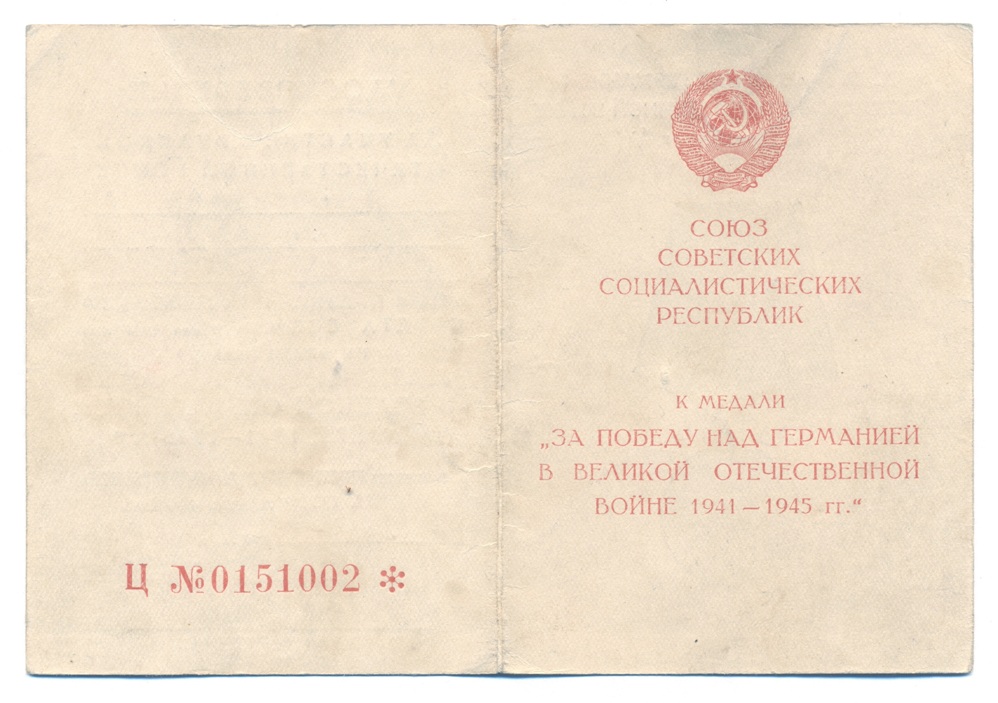 Ц №0151002 *
СОЮЗ
СОВЕТСКИХ
СОЦИАЛИСТИЧЕСКИХ
РЕСПУБЛИК
К МЕДАЛИ
„ЗА ПОБЕДУ НАД ГЕРМАНИЕЙ
В ВЕЛИКОЙ ОТЕЧЕСТВЕННОЙ
ВОЙНЕ 1941—1945 гг.“